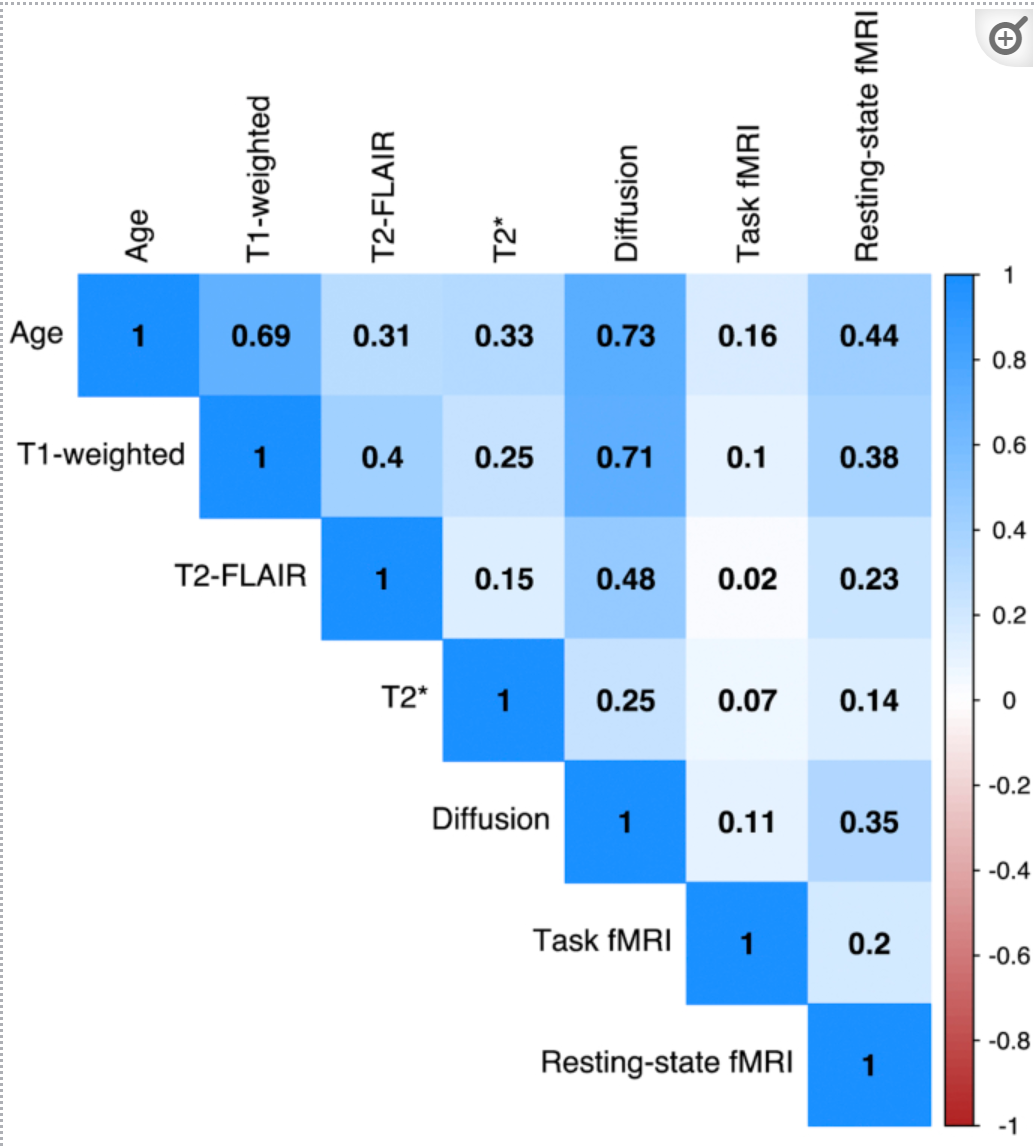 Age
T1-weighted
T2-FLAIR
T2*
Diffusion
Task fMRI
Resting-state fMRI
Age 1 0.69 0.31 0.33 0.73 0.16 0.44
T1-weighted 1 0.4 0.25 0.71 0.1 0.38
T2-FLAIR 1 0.15 0.48 0.02 0.23
T2* 1 0.25 0.07 0.14
Diffusion 1 0.11 0.35
Task fMRI 1 0.2
Resting-state fMRI 1
1
0.8
0.6
0.4
0.2
0
-0.2
-0.4
-0.6
-0.8
-1